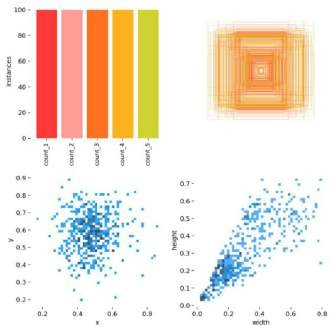 100
80
60
40
20
0
instances
count_1
count_2
count_3
count_4
count_5
0.9
0.8
0.7
0.6
0.5
0.4
0.3
0.2
y
0.2 0.4 0.6 0.8
x
0.7
0.6
0.5
0.4
0.3
0.2
0.1
0.0
height
0.0 0.2 0.4 0.6 0.8
width